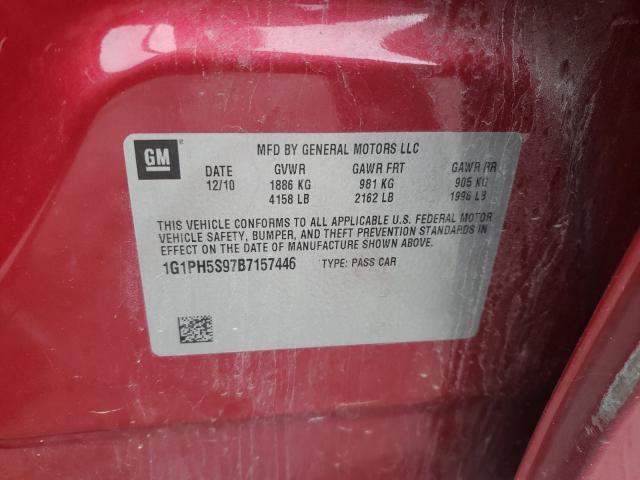 GM
MFD BY GENERAL MOTORS LLC
DATE GVWR GAWR FRT GAWR RR
12/10 1886 KG 981 KG 905 KG
4158 LB 2162 LB 1996 LB
THIS VEHICLE CONFORMS TO ALL APPLICABLE U.S. FEDERAL MOTOR
VEHICLE SAFETY, BUMPER, AND THEFT PREVENTION STANDARDS IN
EFFECT ON THE DATE OF MANUFACTURE SHOWN ABOVE.
1G1PH5S97B7157446 TYPE: PASS CAR